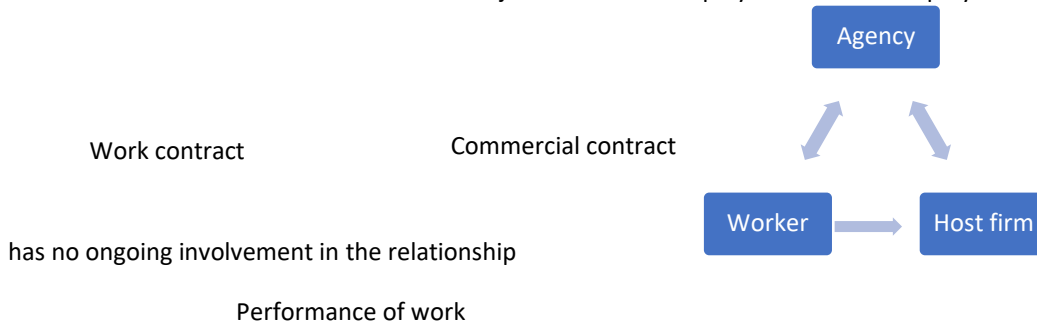 Agency
Work contract
Commercial contract
Worker
Host firm
has no ongoing involvement in the relationship
Performance of work